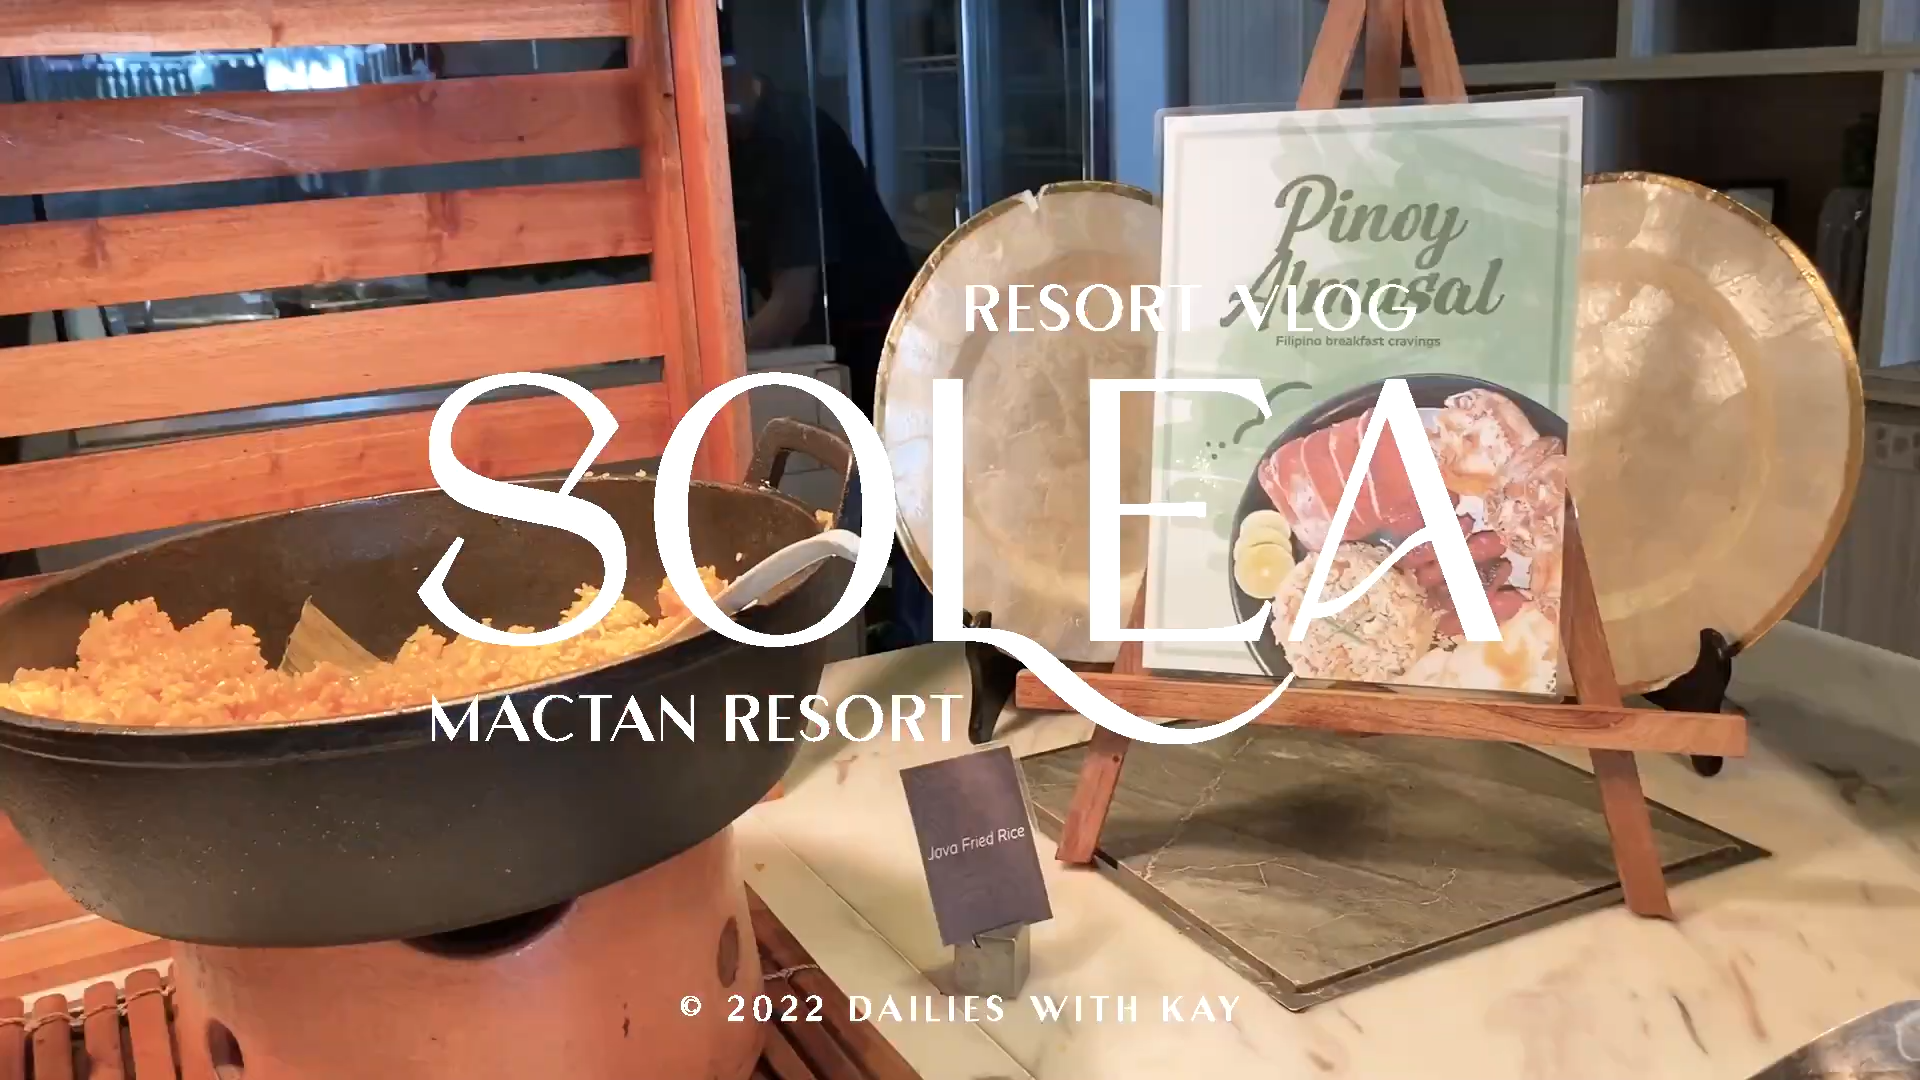 Pinoy
Almusal
Filipino breakfast cravings
RESORT VLOG
SOLEA
MACTAN RESORT
Java Fried Rice
© 2022 DAILIES WITH KAY